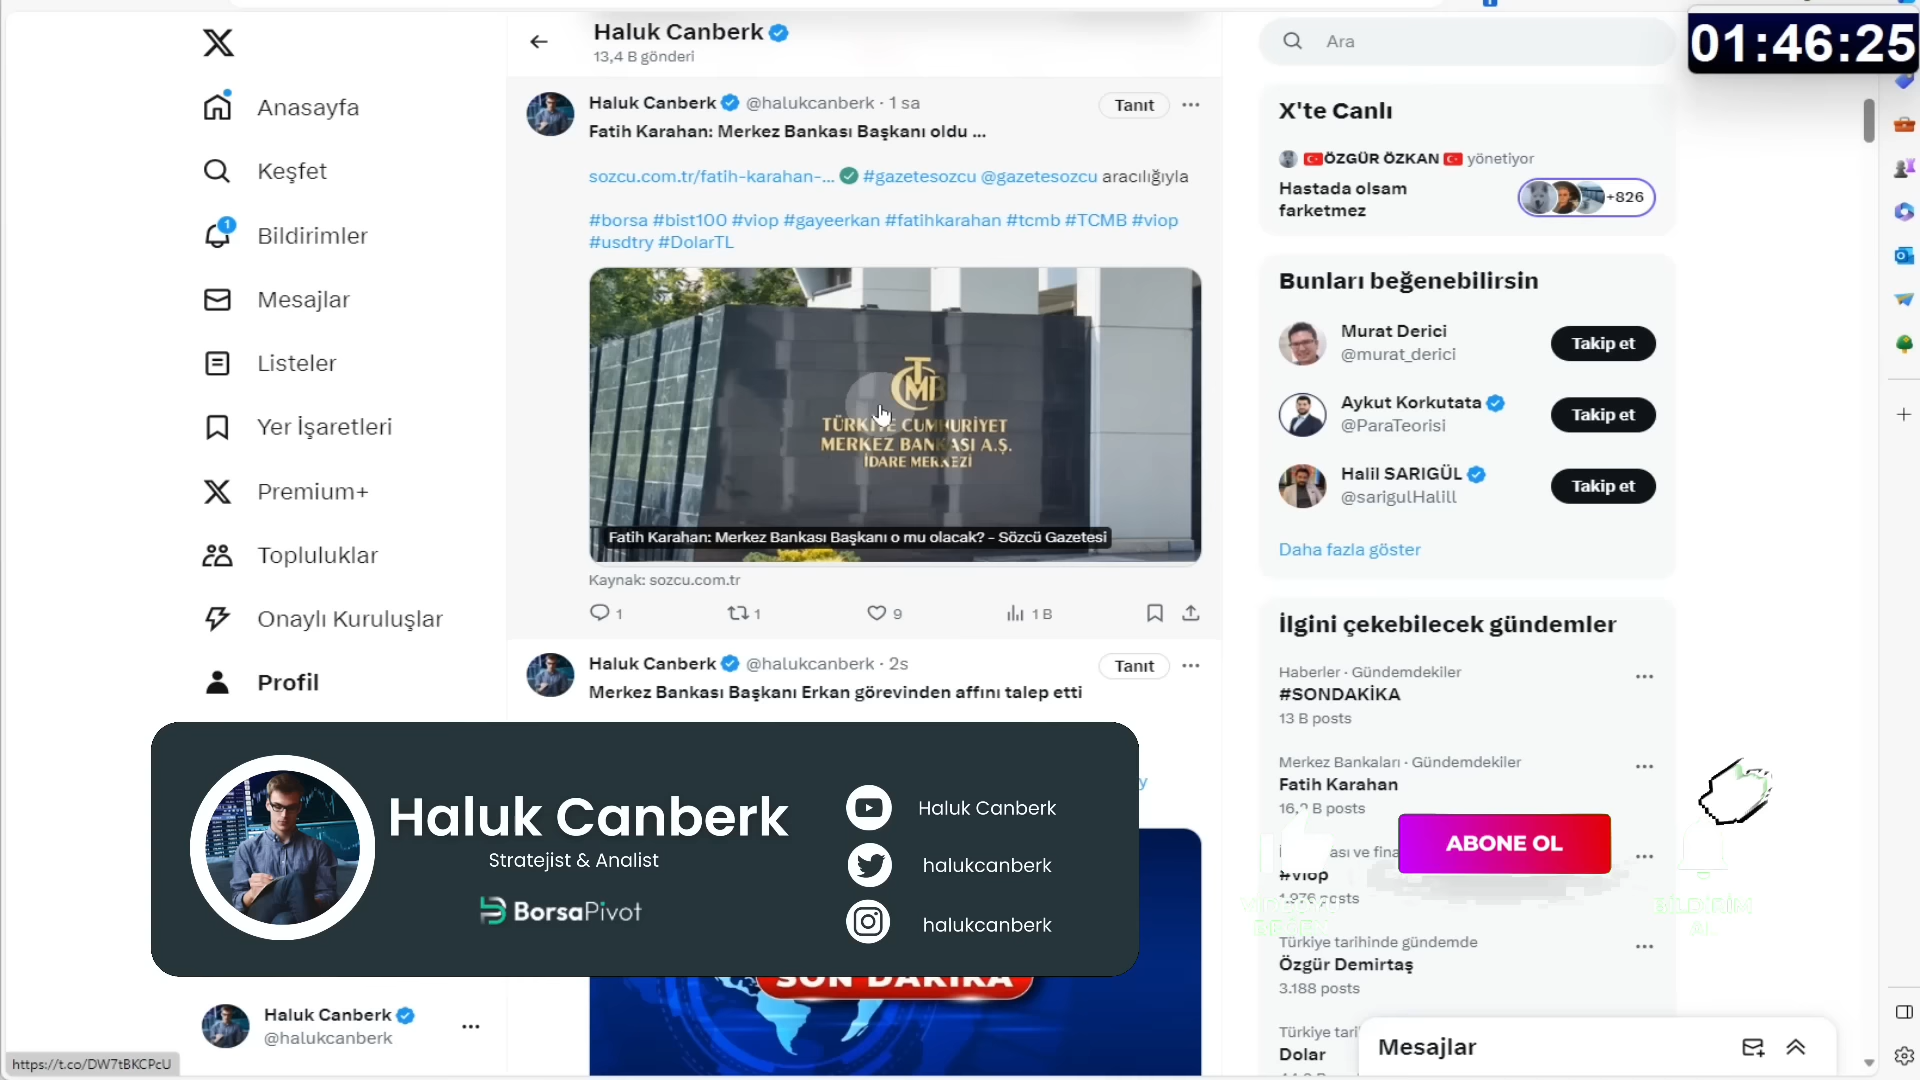 Haluk Canberk
13,4 B gönderi
Ara
01:46:25
Anasayfa
Keşfet
1
Bildirimler
Mesajlar
Listeler
Yer İşaretleri
Premium+
Topluluklar
Onaylı Kuruluşlar
Profil
Haluk Canberk @halukcanberk · 1 sa
Tanıt
Fatih Karahan: Merkez Bankası Başkanı oldu ...
sozcu.com.tr/fatih-karahan-... #gazetesozcu @gazetesozcu aracılığıyla
#borsa #bist100 #viop #gayeerkan #fatihkarahan #tcmb #TCMB #viop
#usdtry #DolarTL
TÜRKİYE CUMHURİYET
MERKEZ BANKASI A.Ş.
İDARE MERKEZİ
Fatih Karahan: Merkez Bankası Başkanı o mu olacak? - Sözcü Gazetesi
Kaynak: sozcu.com.tr
1
1
9
1 B
Haluk Canberk @halukcanberk · 2s
Tanıt
Merkez Bankası Başkanı Erkan görevinden affını talep etti
SON DAKİKA
Haluk Canberk
Stratejist & Analist
BorsaPivot
Haluk Canberk
halukcanberk
halukcanberk
Haluk Canberk
@halukcanberk
https://t.co/DW7tBKCPcU
X'te Canlı
ÖZGÜR ÖZKAN yönetiyor
Hastada olsam
farketmez
+826
Bunları beğenebilirsin
Murat Derici
@murat_derici
Takip et
Aykut Korkutata
@ParaTeorisi
Takip et
Halil SARIGÜL
@sarigulHalill
Takip et
Daha fazla göster
İlgini çekebilecek gündemler
Haberler · Gündemdekiler
#SONDAKİKA
13 B posts
Merkez Bankaları · Gündemdekiler
Fatih Karahan
B posts
ve
#viop
1.976 posts
ABONE OL
BİLDİRİM
Türkiye tarihinde gündemde
Özgür Demirtaş
3.188 posts
Türkiye
Dolar
Mesajlar